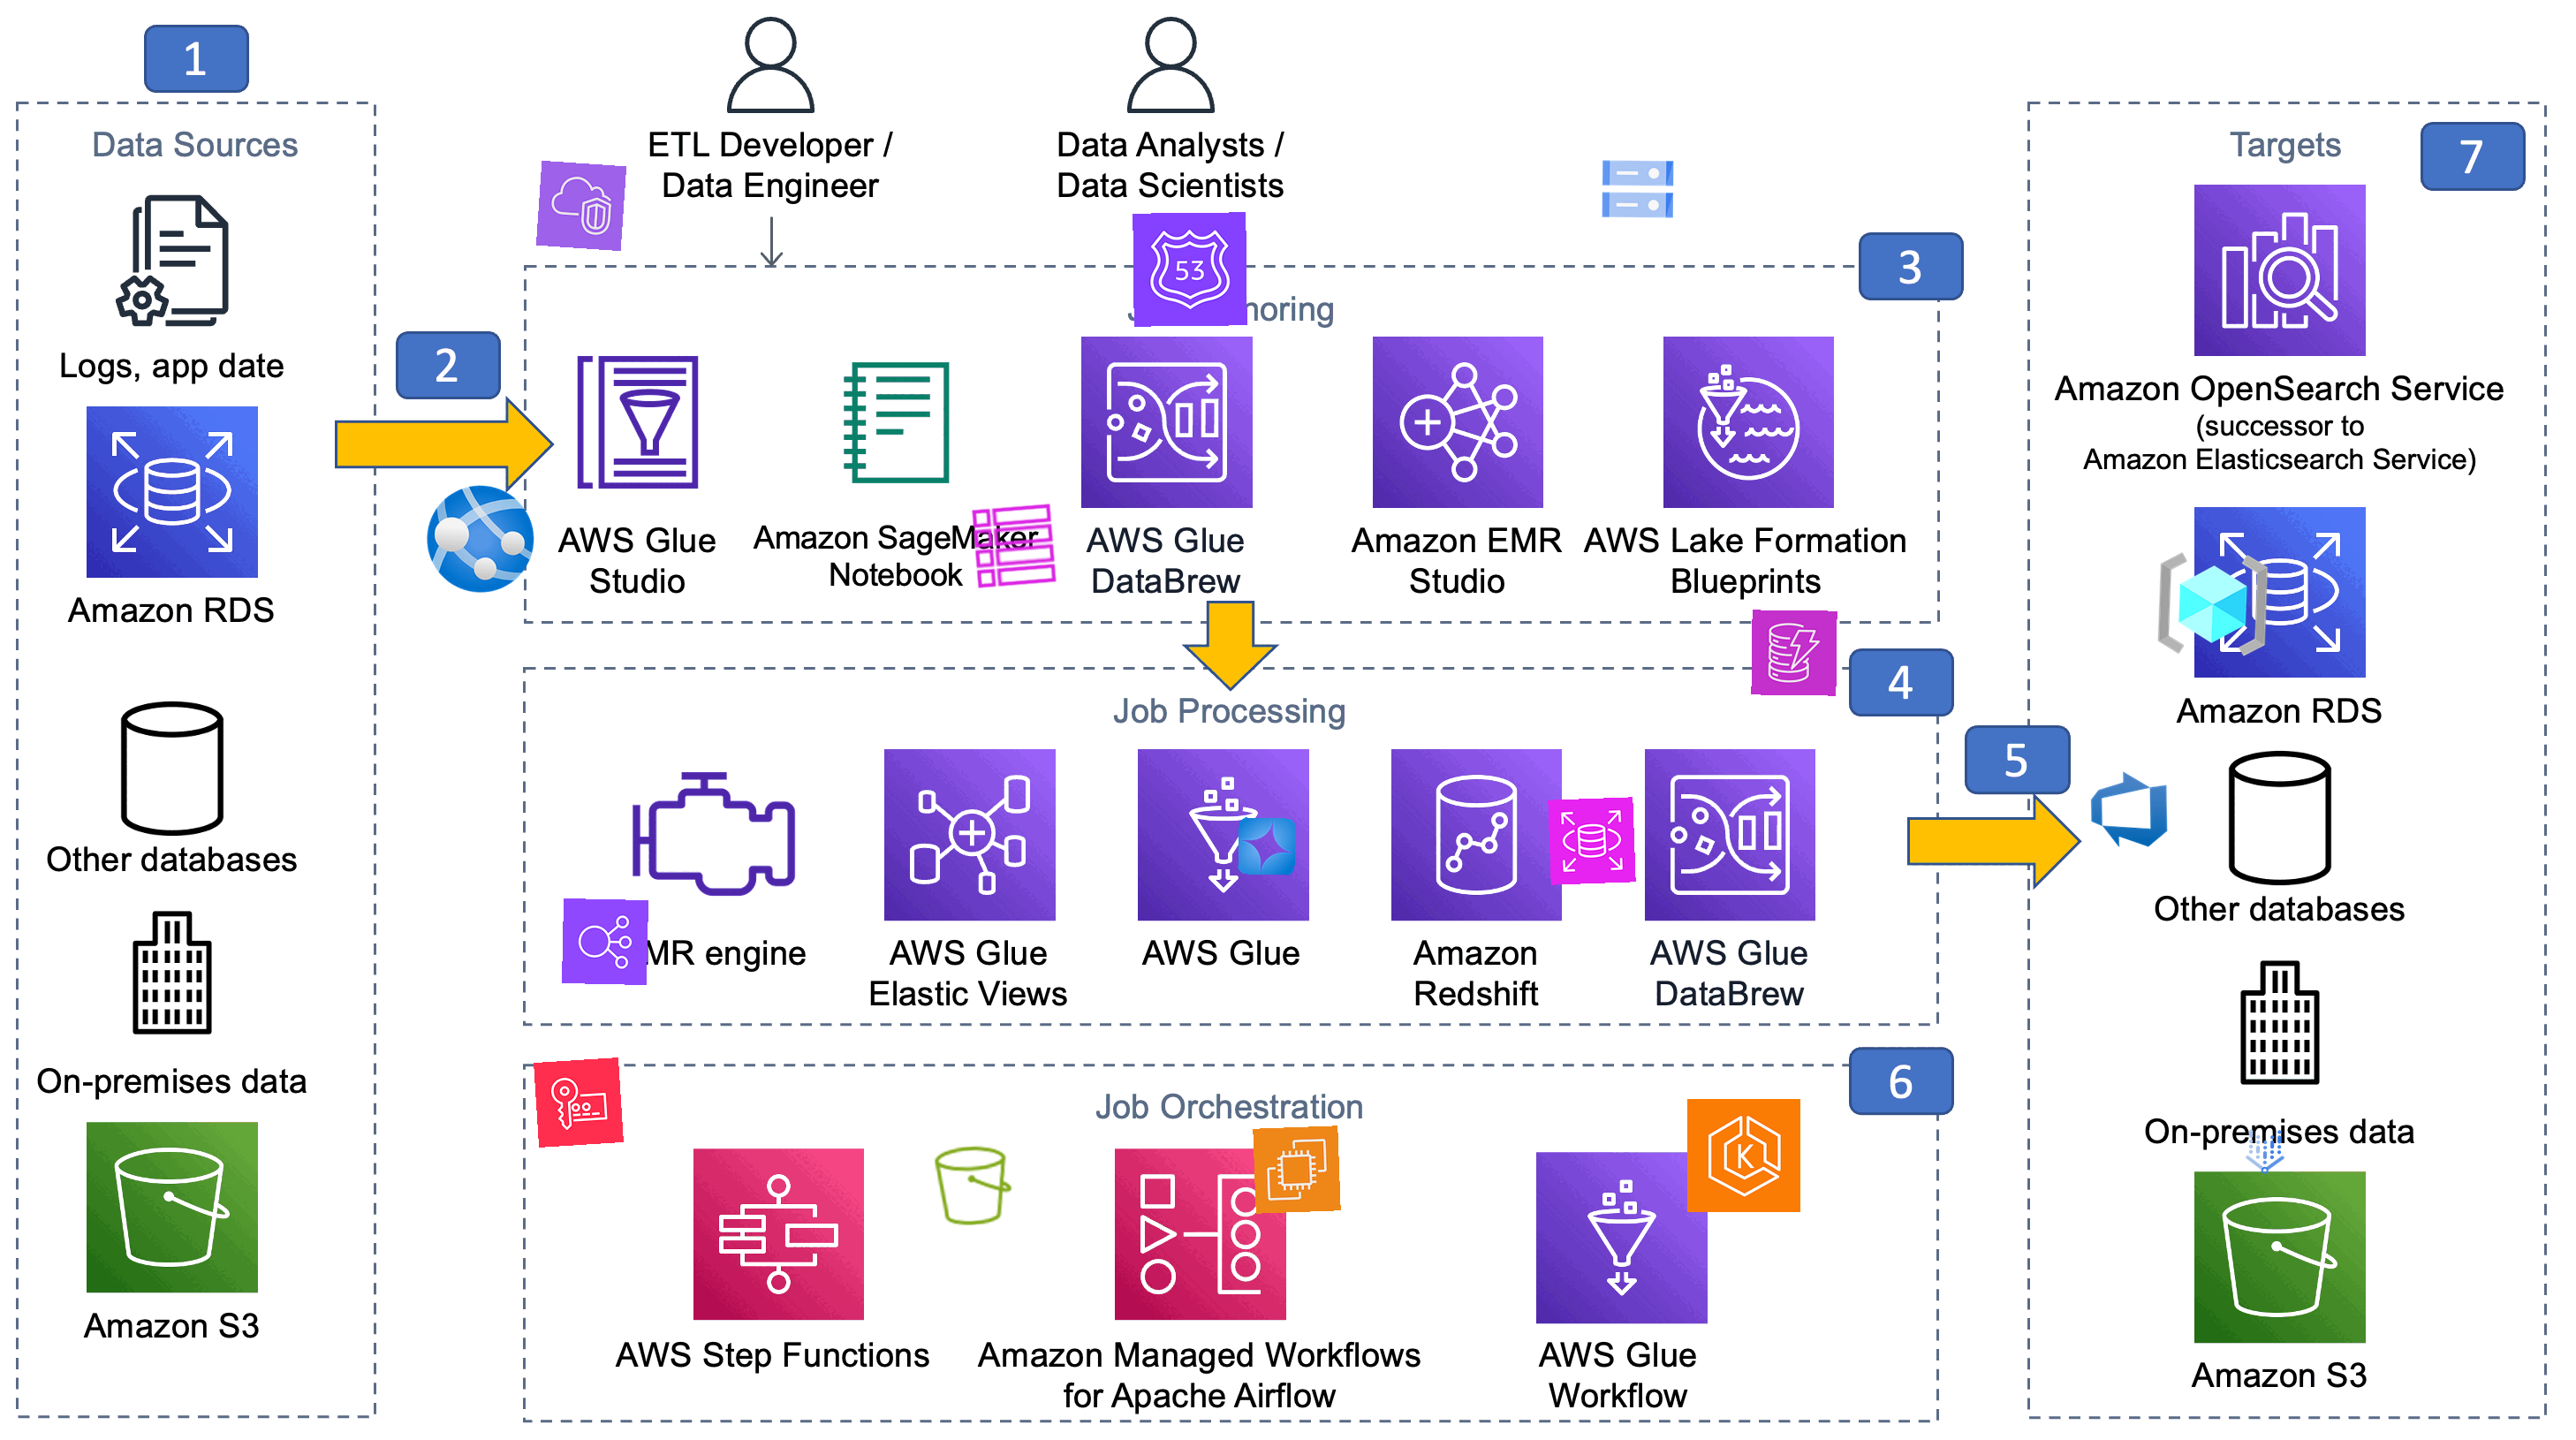 1
Data Sources
Logs, app date
Amazon RDS
Other databases
On-premises data
Amazon S3
2
ETL Developer /
Data Engineer
Data Analysts /
Data Scientists
53
3
AWS Glue
Studio
Amazon SageMaker
Notebook
AWS Glue
DataBrew
Amazon EMR
Studio
AWS Lake Formation
Blueprints
4
Job Processing
engine
AWS Glue
Elastic Views
AWS Glue
Amazon
Redshift
AWS Glue
DataBrew
5
6
Job Orchestration
K
AWS Step Functions
Amazon Managed Workflows
for Apache Airflow
AWS Glue
Workflow
7
Targets
Amazon OpenSearch Service
(successor to
Amazon Elasticsearch Service)
Amazon RDS
Other databases
On-premises data
Amazon S3